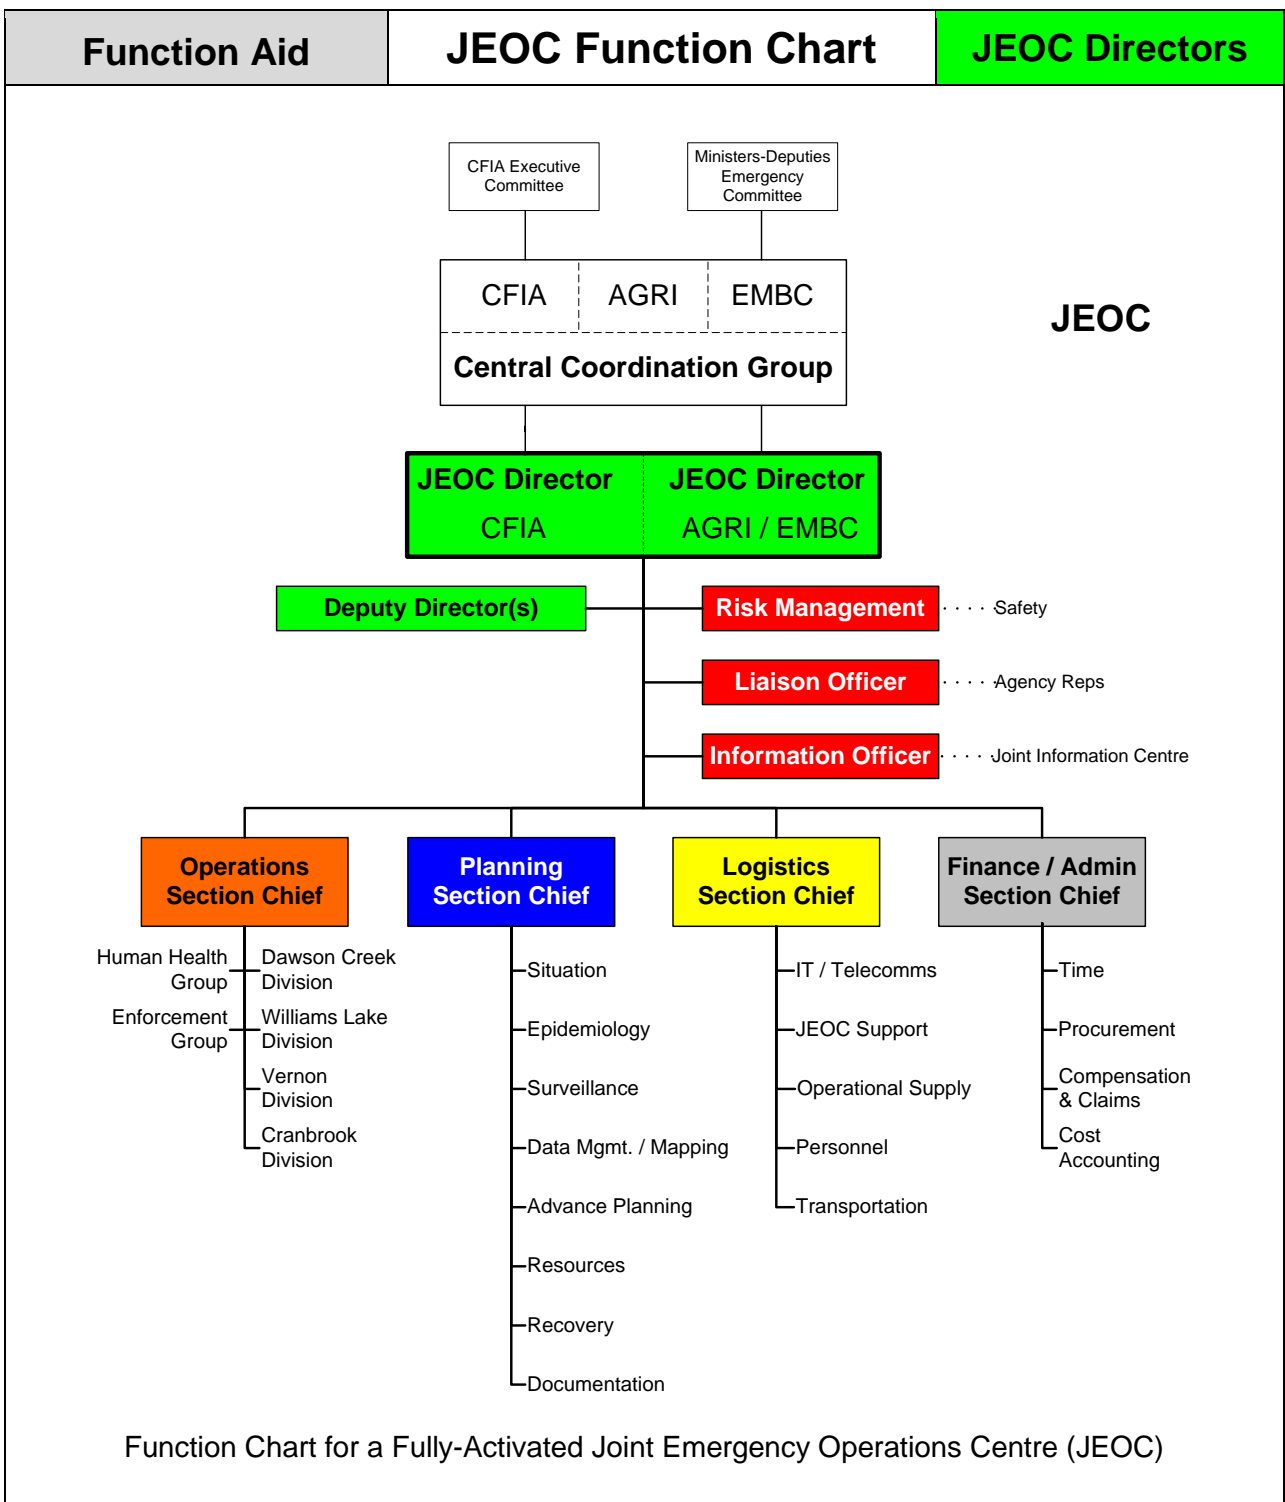 Function Aid
JEOC Function Chart
JEOC Directors
CFIA Executive
Committee
Ministers-Deputies
Emergency
Committee
CFIA
AGRI
EMBC
JEOC
Central Coordination Group
JEOC Director
CFIA
JEOC Director
AGRI / EMBC
Deputy Director(s)
Risk Management
Safety
Liaison Officer
Agency Reps
Information Officer
Joint Information Centre
Operations
Section Chief
Planning
Section Chief
Logistics
Section Chief
Finance / Admin
Section Chief
Human Health
Group
Enforcement
Group
Dawson Creek
Division
Williams Lake
Division
Vernon
Division
Cranbrook
Division
Situation
Epidemiology
Surveillance
Data Mgmt. / Mapping
Advance Planning
Resources
Recovery
Documentation
IT / Telecomms
JEOC Support
Operational Supply
Personnel
Transportation
Time
Procurement
Compensation
& Claims
Cost
Accounting
Function Chart for a Fully-Activated Joint Emergency Operations Centre (JEOC)